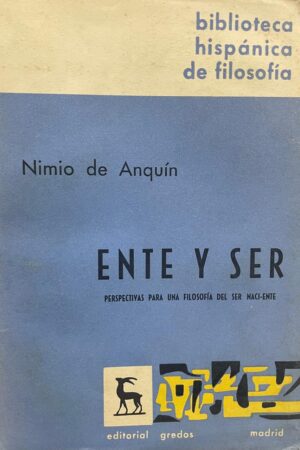 biblioteca
hispánica
de filosofía
Nimio de Anquín
ENTE Y SER
PERSPECTIVAS PARA UNA FILOSOFÍA DEL SER NACI-ENTE
editorial gredos madrid